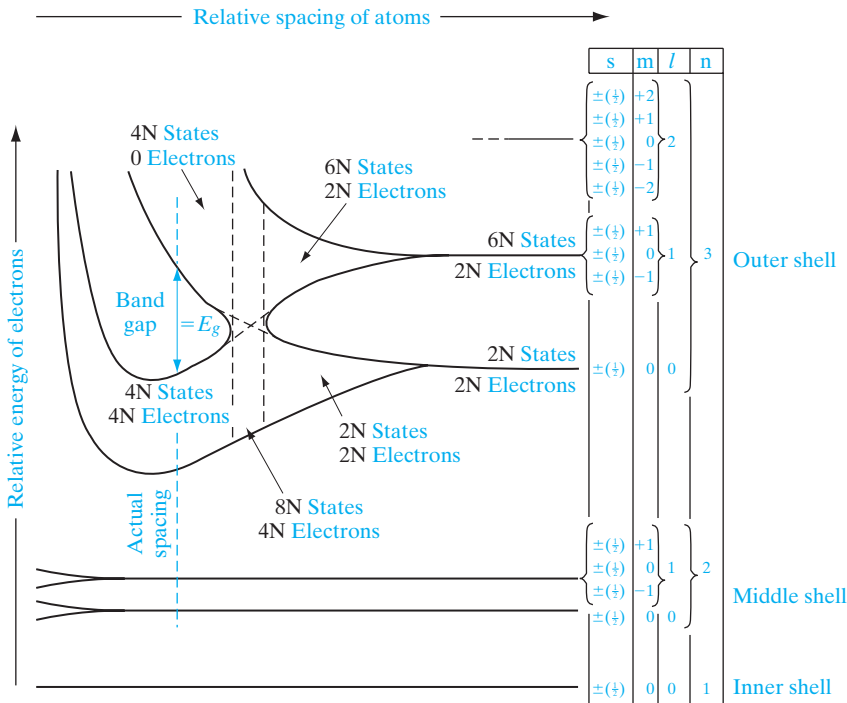 Relative spacing of atoms
s m l n
±(½) +2
±(½) +1
±(½) 0 2
±(½) −1
±(½) −2
4N States
0 Electrons
6N States
2N Electrons
6N States
2N Electrons
±(½) +1
±(½) 0 1 3
±(½) −1
Outer shell
Band
gap
= E_g
2N States
2N Electrons
±(½) 0 0
4N States
4N Electrons
2N States
2N Electrons
8N States
4N Electrons
Actual
spacing
Relative energy of electrons
±(½) +1
±(½) 0 1 2
±(½) −1
±(½) 0 0
Middle shell
±(½) 0 0 1
Inner shell